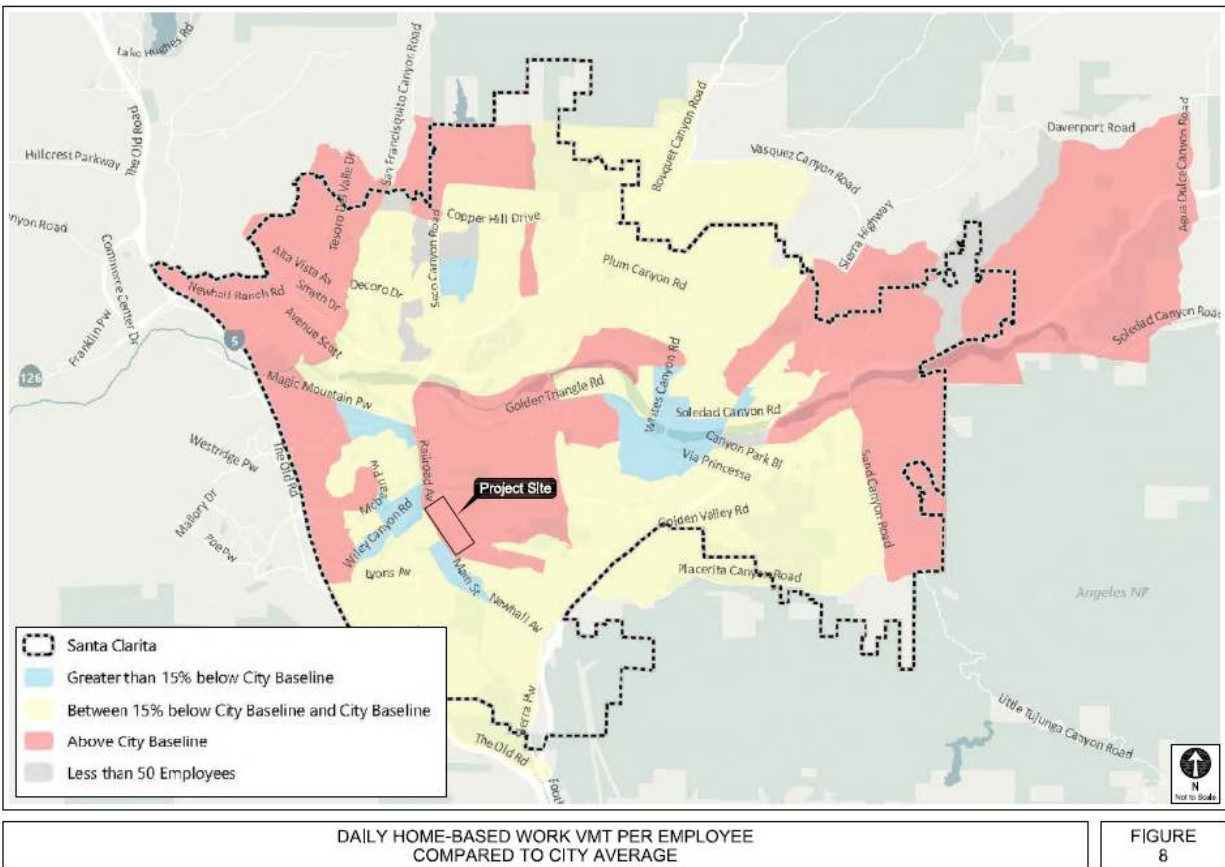 Lake Hughes Rd
San Francisquito Canyon Road
The Old Road
Hillcrest Parkway
Tesoro Del Valle Dr
Bouquet Canyon Road
Vasquez Canyon Road
Davenport Road
Agua Dulce Canyon Road
nyon Road
Commerce Center Dr
Copper Hill Drive
Seco Canyon Road
Sierra Highway
Alta Vista Av
Newhall Ranch Rd
Smyth Dr
Decoro Dr
Plum Canyon Rd
Avenue Scott
Franklin Pw
5
126
Soledad Canyon Road
Magic Mountain Pw
Golden Triangle Rd
Whites Canyon Rd
Soledad Canyon Rd
Canyon Park Bl
Via Princessa
Westridge Pw
The Old Rd
Railroad Av
Mcbean Pw
Project Site
Sand Canyon Road
Mallory Dr
Poe Pw
Wiley Canyon Rd
Golden Valley Rd
Lyons Av
Main St
Placerita Canyon Road
Newhall Av
Angeles NF
Sierra Pw
The Old Rd
Foot
Little Tujunga Canyon Road
Santa Clarita
Greater than 15% below City Baseline
Between 15% below City Baseline and City Baseline
Above City Baseline
Less than 50 Employees
N
Not to Scale
DAILY HOME-BASED WORK VMT PER EMPLOYEE
COMPARED TO CITY AVERAGE
FIGURE
8